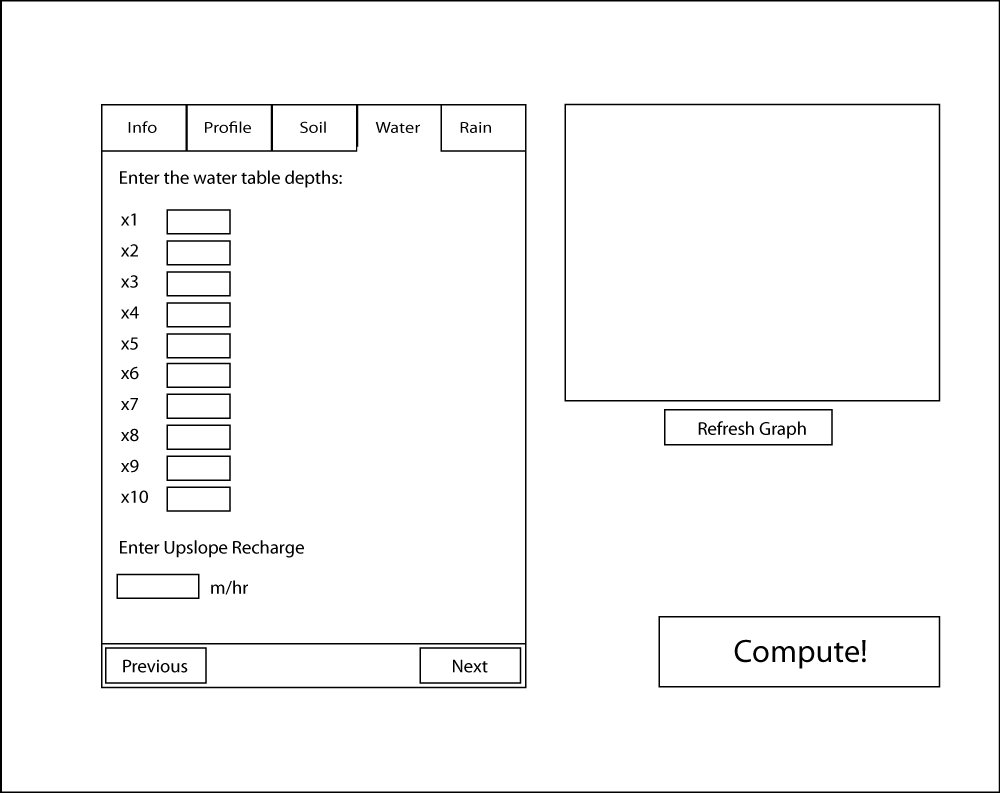 Info Profile Soil Water Rain
Enter the water table depths:
x1
x2
x3
x4
x5
x6
x7
x8
x9
x10
Enter Upslope Recharge
m/hr
Previous Next
Refresh Graph
Compute!